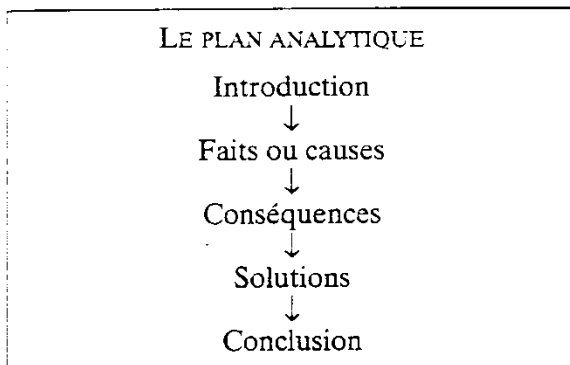 LE PLAN ANALYTIQUE
Introduction
↓
Faits ou causes
↓
Conséquences
↓
Solutions
↓
Conclusion